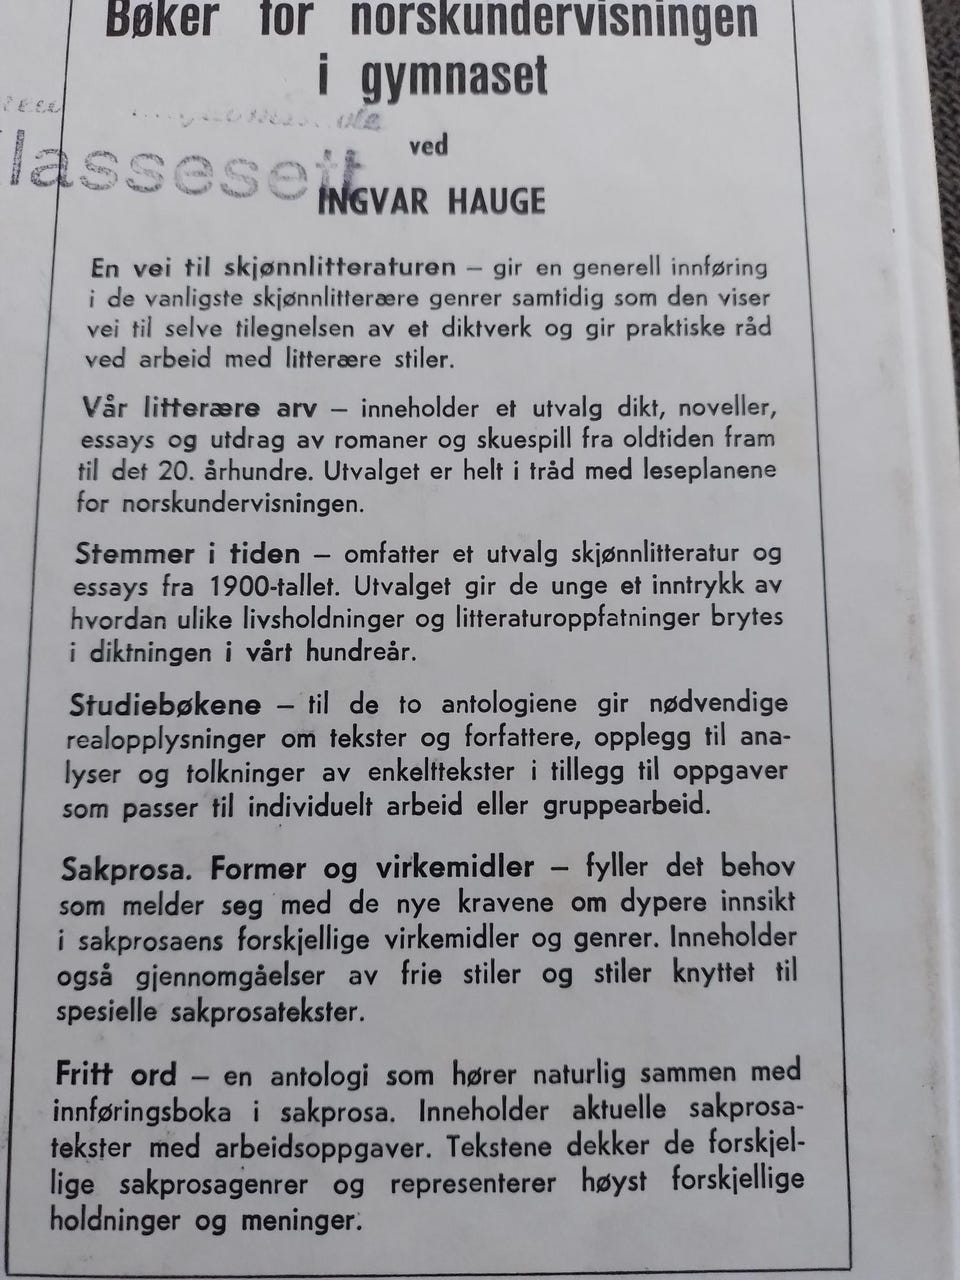 Bøker for norskundervisningen
i gymnaset
ved
lassesett
INGVAR HAUGE
En vei til skjønnlitteraturen – gir en generell innføring
i de vanligste skjønnlitterære genrer samtidig som den viser
vei til selve tilegnelsen av et diktverk og gir praktiske råd
ved arbeid med litterære stiler.
Vår litterære arv – inneholder et utvalg dikt, noveller,
essays og utdrag av romaner og skuespill fra oldtiden fram
til det 20. århundre. Utvalget er helt i tråd med leseplanene
for norskundervisningen.
Stemmer i tiden – omfatter et utvalg skjønnlitteratur og
essays fra 1900-tallet. Utvalget gir de unge et inntrykk av
hvordan ulike livsholdninger og litteraturoppfatninger brytes
i diktningen i vårt hundreår.
Studiebøkene – til de to antologiene gir nødvendige
realopplysninger om tekster og forfattere, opplegg til ana-
lyser og tolkninger av enkelttekster i tillegg til oppgaver
som passer til individuelt arbeid eller gruppearbeid.
Sakprosa. Former og virkemidler – fyller det behov
som melder seg med de nye kravene om dypere innsikt
i sakprosaens forskjellige virkemidler og genrer. Inneholder
også gjennomgåelser av frie stiler og stiler knyttet til
spesielle sakprosatekster.
Fritt ord – en antologi som hører naturlig sammen med
innføringsboka i sakprosa. Inneholder aktuelle sakprosa-
tekster med arbeidsoppgaver. Tekstene dekker de forskjel-
lige sakprosagenrer og representerer høyst forskjellige
holdninger og meninger.